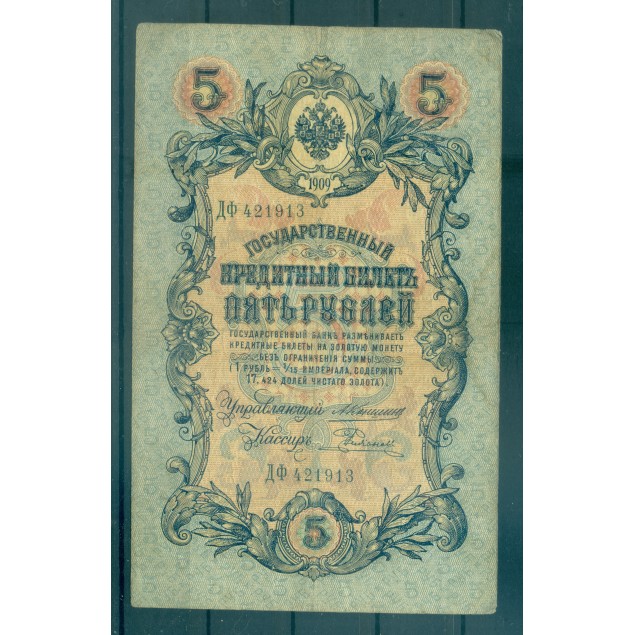 5 5
1909
ДФ 421913
ГОСУДАРСТВЕННЫЙ
КРЕДИТНЫЙ БИЛЕТЪ
ПЯТЬ РУБЛЕЙ
ГОСУДАРСТВЕННЫЙ БАНКЪ РАЗМѢНИВАЕТЪ
КРЕДИТНЫЕ БИЛЕТЫ НА ЗОЛОТУЮ МОНЕТУ
БЕЗЪ ОГРАНИЧЕНІЯ СУММЫ
(1 РУБЛЬ = 1/15 ИМПЕРІАЛА, СОДЕРЖИТЪ
17,424 ДОЛЕЙ ЧИСТАГО ЗОЛОТА).
Управляющій
Кассиръ
ДФ 421913
5